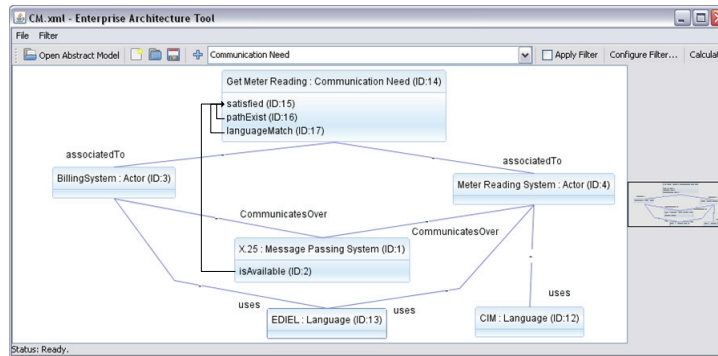 CM.xml - Enterprise Architecture Tool
File Filter
Open Abstract Model Communication Need Apply Filter Configure Filter... Calcula
Get Meter Reading : Communication Need (ID:14)
satisfied (ID:15)
pathExist (ID:16)
languageMatch (ID:17)
associatedTo
associatedTo
BillingSystem : Actor (ID:3)
Meter Reading System : Actor (ID:4)
CommunicatesOver
CommunicatesOver
X.25 : Message Passing System (ID:1)
isAvailable (ID:2)
uses
uses
uses
EDIEL : Language (ID:13)
CIM : Language (ID:12)
Status: Ready.